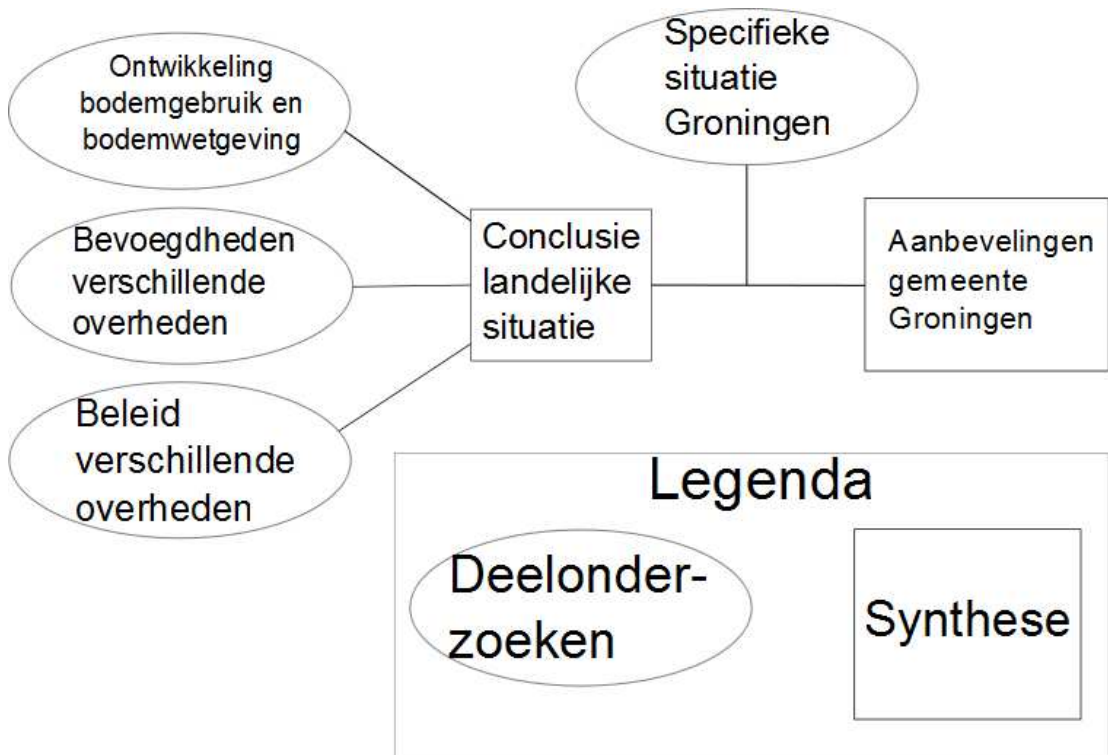 Ontwikkeling
bodemgebruik en
bodemwetgeving
Specifieke
situatie
Groningen
Bevoegdheden
verschillende
overheden
Conclusie
landelijke
situatie
Aanbevelingen
gemeente
Groningen
Beleid
verschillende
overheden
Legenda
Deelonder-
zoeken
Synthese